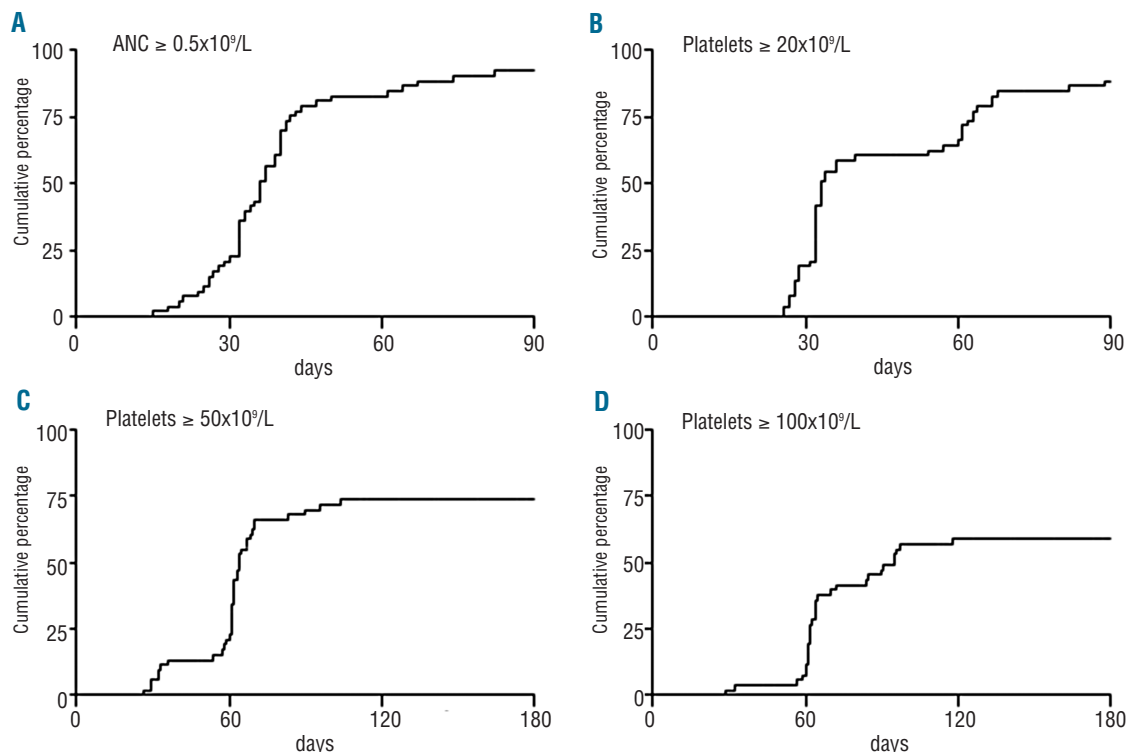 A
ANC ≥ 0.5x10⁹/L
Cumulative percentage
100
75
50
25
0
0 30 60 90
days
B
Platelets ≥ 20x10⁹/L
Cumulative percentage
100
75
50
25
0
0 30 60 90
days
C
Platelets ≥ 50x10⁹/L
Cumulative percentage
100
75
50
25
0
0 60 120 180
days
D
Platelets ≥ 100x10⁹/L
Cumulative percentage
100
75
50
25
0
0 60 120 180
days